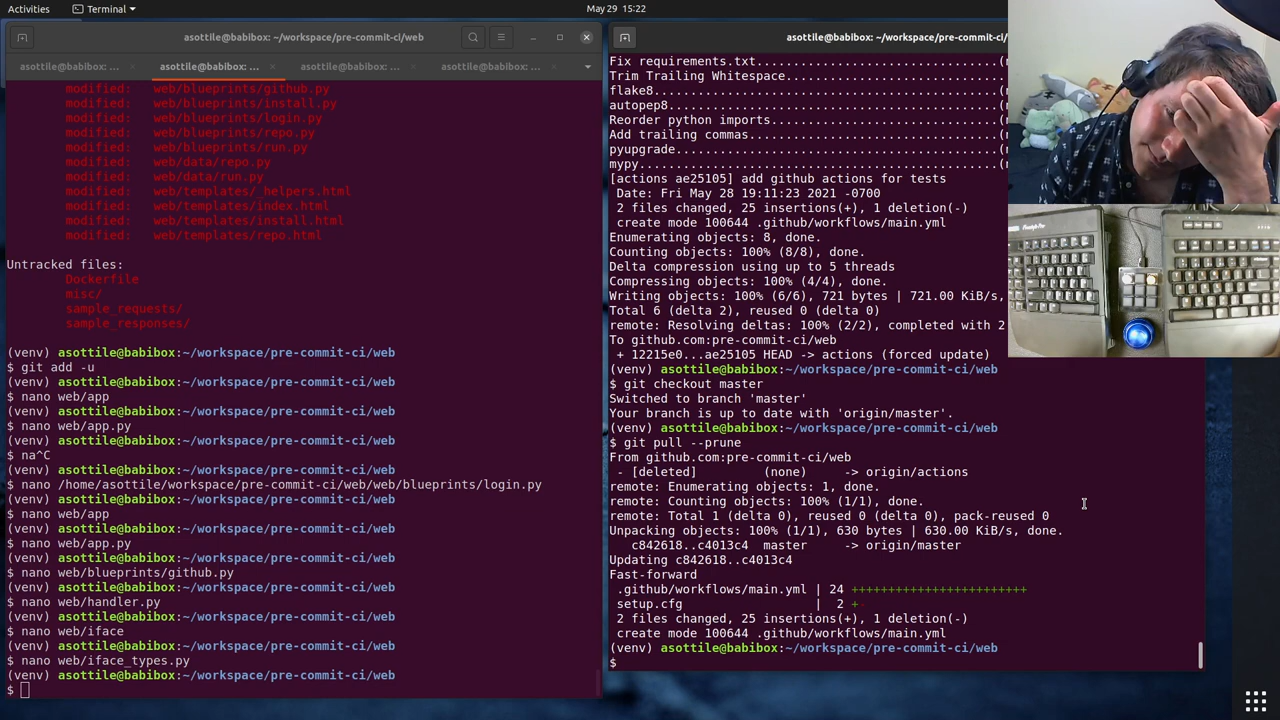 Activities
Terminal
May 29 15:22
asottile@babibox: ~/workspace/pre-commit-ci/web
asottile@babibox: ...
asottile@babibox: ...
asottile@babibox: ...
asottile@babibox: ...
modified: web/blueprints/github.py
modified: web/blueprints/install.py
modified: web/blueprints/login.py
modified: web/blueprints/repo.py
modified: web/blueprints/run.py
modified: web/data/repo.py
modified: web/data/run.py
modified: web/templates/_helpers.html
modified: web/templates/index.html
modified: web/templates/install.html
modified: web/templates/repo.html
Untracked files:
Dockerfile
misc/
sample_requests/
sample_responses/
(venv) asottile@babibox:~/workspace/pre-commit-ci/web
$ git add -u
(venv) asottile@babibox:~/workspace/pre-commit-ci/web
$ nano web/app
(venv) asottile@babibox:~/workspace/pre-commit-ci/web
$ nano web/app.py
(venv) asottile@babibox:~/workspace/pre-commit-ci/web
$ na^C
(venv) asottile@babibox:~/workspace/pre-commit-ci/web
$ nano /home/asottile/workspace/pre-commit-ci/web/web/blueprints/login.py
(venv) asottile@babibox:~/workspace/pre-commit-ci/web
$ nano web/app
(venv) asottile@babibox:~/workspace/pre-commit-ci/web
$ nano web/app.py
(venv) asottile@babibox:~/workspace/pre-commit-ci/web
$ nano web/blueprints/github.py
(venv) asottile@babibox:~/workspace/pre-commit-ci/web
$ nano web/handler.py
(venv) asottile@babibox:~/workspace/pre-commit-ci/web
$ nano web/iface
(venv) asottile@babibox:~/workspace/pre-commit-ci/web
$ nano web/iface_types.py
(venv) asottile@babibox:~/workspace/pre-commit-ci/web
$
asottile@babibox: ~/workspace/pre-commit-ci/
Fix requirements.txt....................................(n
Trim Trailing Whitespace................................(n
flake8..................................................(n
autopep8................................................(n
Reorder python imports..................................(n
Add trailing commas.....................................(n
pyupgrade...............................................(n
mypy....................................................(n
[actions ae25105] add github actions for tests
Date: Fri May 28 19:11:23 2021 -0700
2 files changed, 25 insertions(+), 1 deletion(-)
create mode 100644 .github/workflows/main.yml
Enumerating objects: 8, done.
Counting objects: 100% (8/8), done.
Delta compression using up to 5 threads
Compressing objects: 100% (4/4), done.
Writing objects: 100% (6/6), 721 bytes | 721.00 KiB/s,
Total 6 (delta 2), reused 0 (delta 0)
remote: Resolving deltas: 100% (2/2), completed with 2
To github.com:pre-commit-ci/web
+ 12215e0...ae25105 HEAD -> actions (forced update)
(venv) asottile@babibox:~/workspace/pre-commit-ci/web
$ git checkout master
Switched to branch 'master'
Your branch is up to date with 'origin/master'.
(venv) asottile@babibox:~/workspace/pre-commit-ci/web
$ git pull --prune
From github.com:pre-commit-ci/web
- [deleted] (none) -> origin/actions
remote: Enumerating objects: 1, done.
remote: Counting objects: 100% (1/1), done.
remote: Total 1 (delta 0), reused 0 (delta 0), pack-reused 0
Unpacking objects: 100% (1/1), 630 bytes | 630.00 KiB/s, done.
c842618..c4013c4 master -> origin/master
Updating c842618..c4013c4
Fast-forward
.github/workflows/main.yml | 24 ++++++++++++++++++++++++
setup.cfg | 2 +
2 files changed, 25 insertions(+), 1 deletion(-)
create mode 100644 .github/workflows/main.yml
(venv) asottile@babibox:~/workspace/pre-commit-ci/web
$